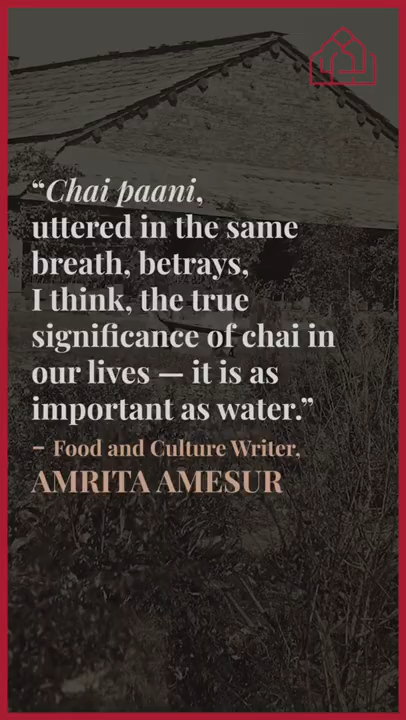 “Chai paani,
uttered in the same
breath, betrays,
I think, the true
significance of chai in
our lives — it is as
important as water.”
– Food and Culture Writer,
AMRITA AMESUR